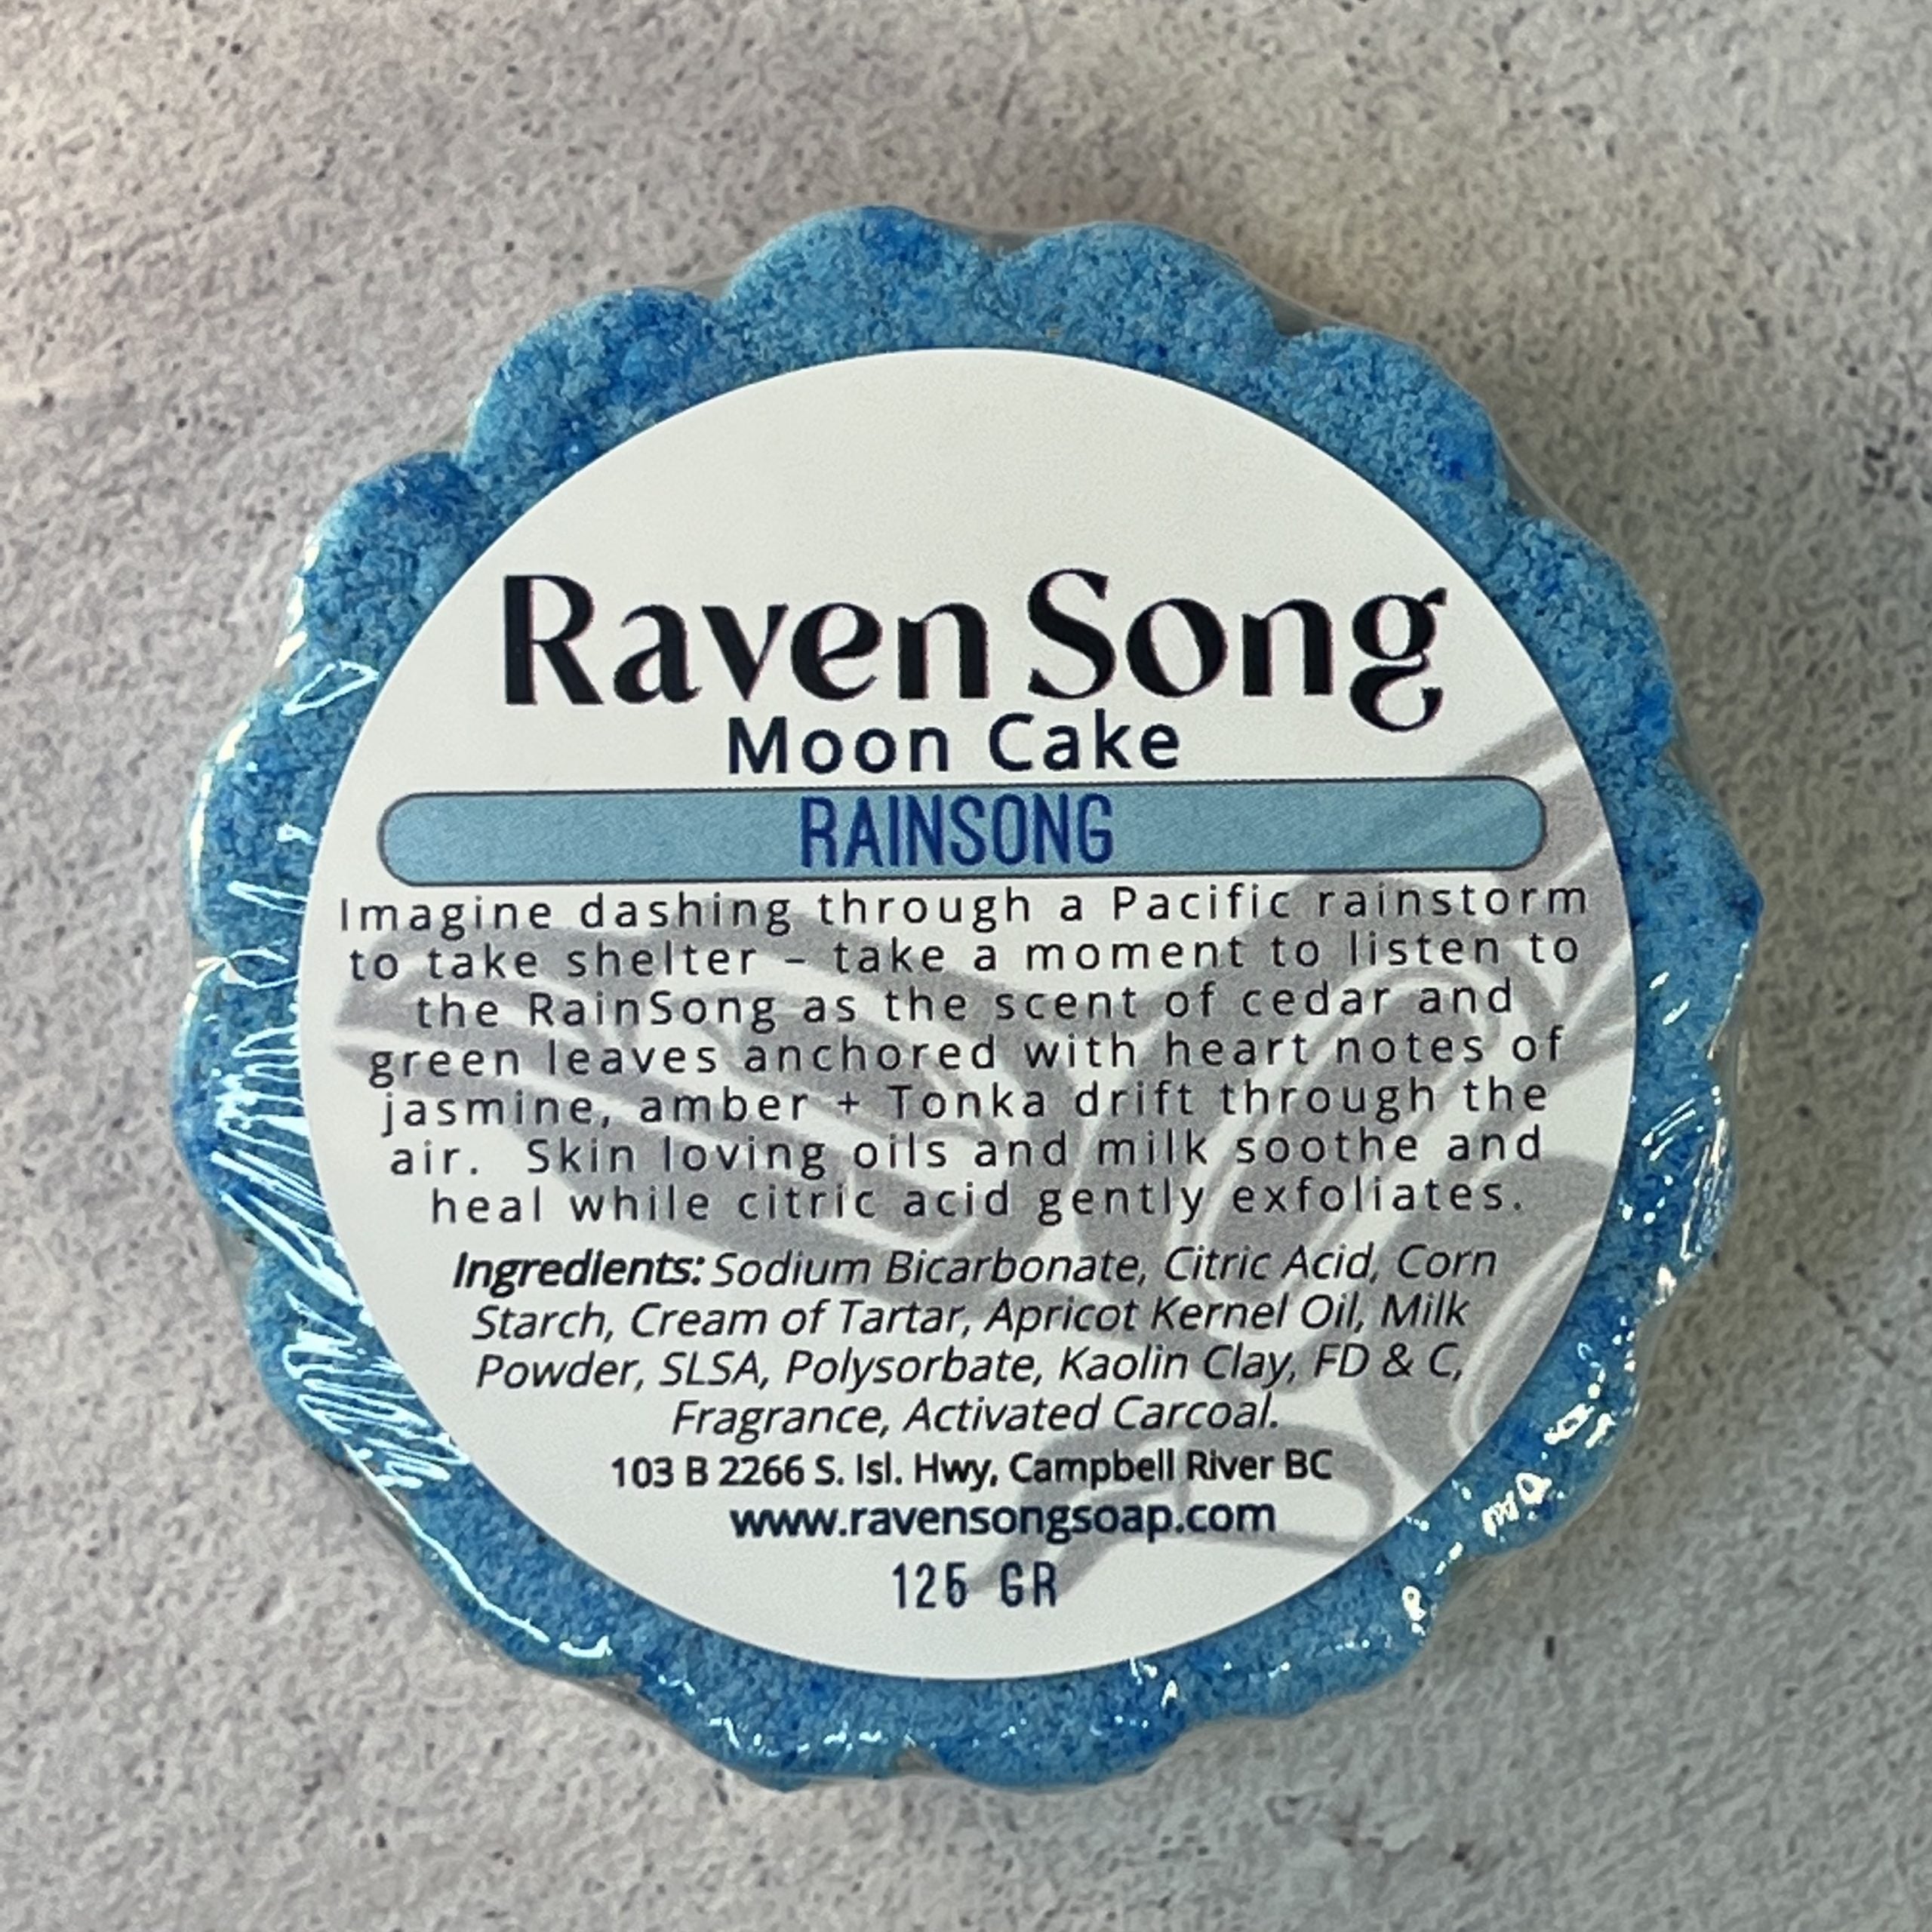 Raven Song
Moon Cake
RAINSONG
Imagine dashing through a Pacific rainstorm
to take shelter – take a moment to listen to
the RainSong as the scent of cedar and
green leaves anchored with heart notes of
jasmine, amber + Tonka drift through the
air. Skin loving oils and milk soothe and
heal while citric acid gently exfoliates.
Ingredients: Sodium Bicarbonate, Citric Acid, Corn
Starch, Cream of Tartar, Apricot Kernel Oil, Milk
Powder, SLSA, Polysorbate, Kaolin Clay, FD & C,
Fragrance, Activated Carcoal.
103 B 2266 S. Isl. Hwy, Campbell River BC
www.ravensongsoap.com
125 GR